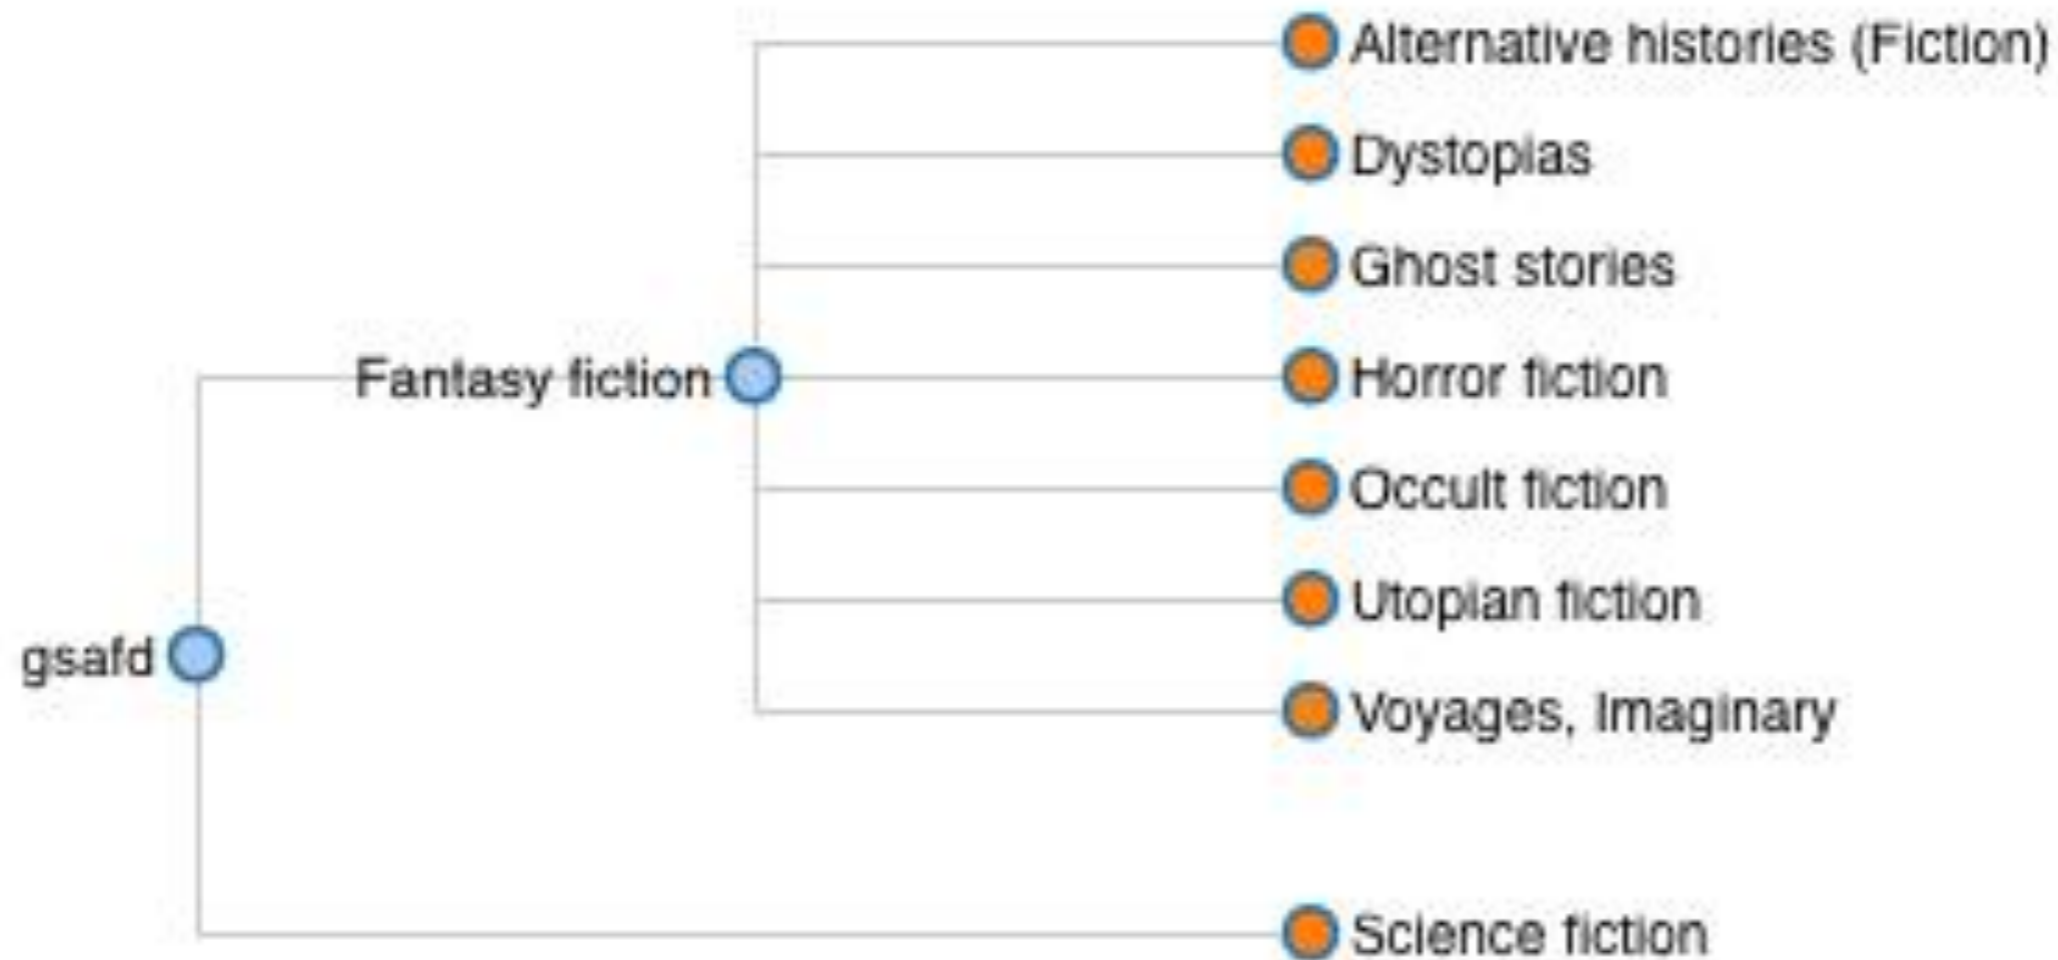 Alternative histories (Fiction)
Dystopias
Ghost stories
Fantasy fiction
Horror fiction
Occult fiction
Utopian fiction
gsafd
Voyages, Imaginary
Science fiction